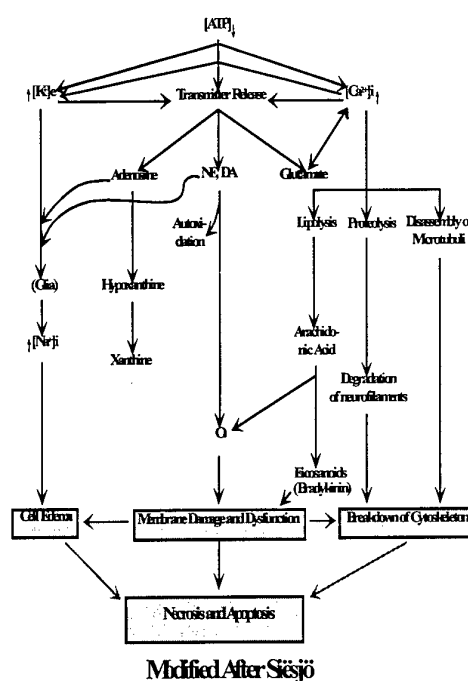 [ATP]↓
↑[K⁺]e
Transmitter Release
[Ca²⁺]i↑
Adenosine
NE, DA
Glutamate
Autoxi-
dation
Lipolysis
Proteolysis
Disassembly of
Microtubuli
(Glia)
Hypoxanthine
↑[Na⁺]i
Arachido-
nic Acid
Xanthine
Degradation
of neurofilaments
Eicosanoids
(Bradykinin)
Cell Edema
Membrane Damage and Dysfunction
Breakdown of Cytoskeleton
Necrosis and Apoptosis
Modified After Siësjö